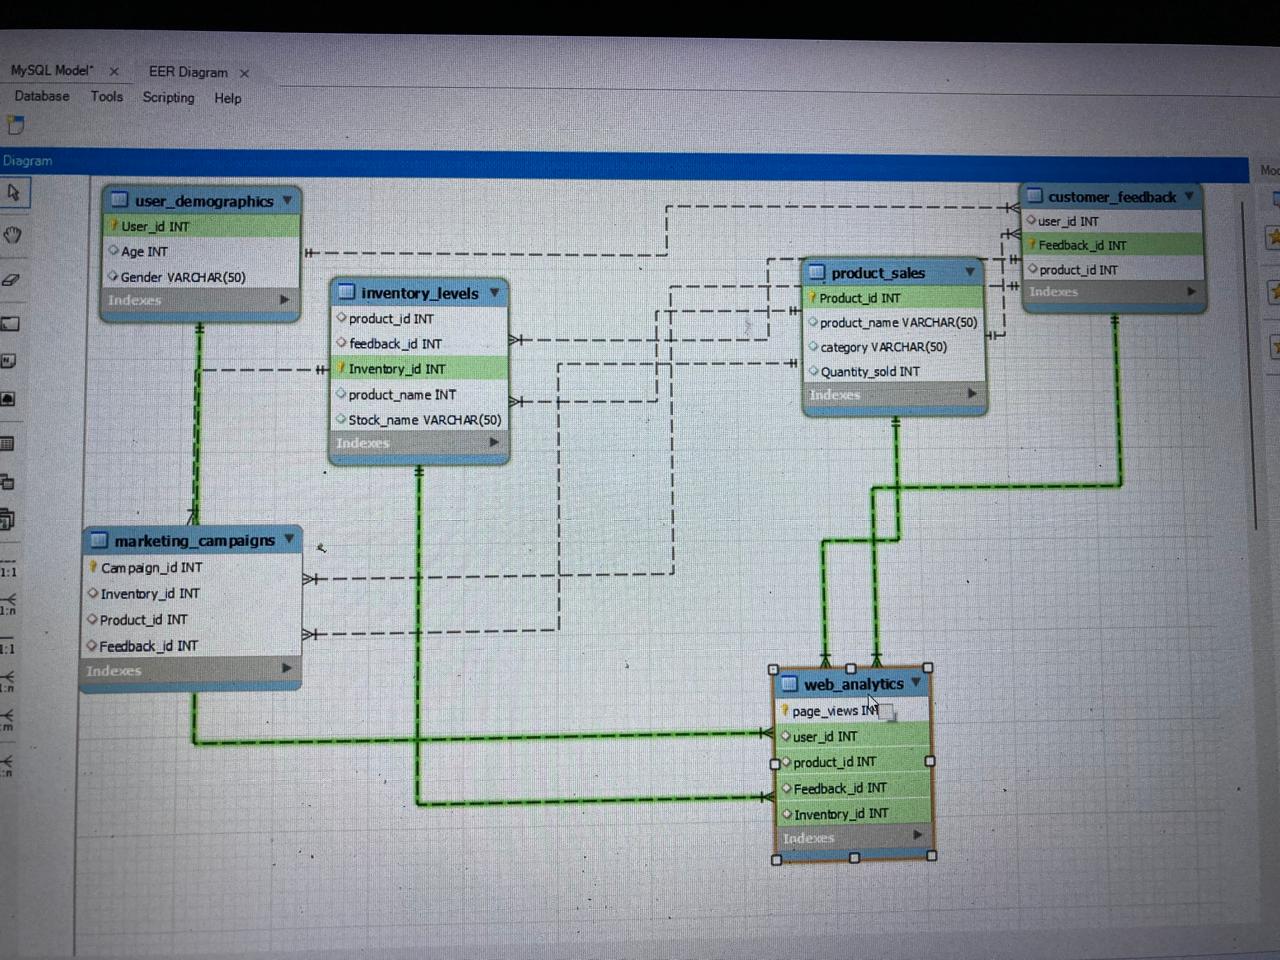 MySQL Model* × EER Diagram ×
Database Tools Scripting Help
Diagram
user_demographics
User_id INT
Age INT
Gender VARCHAR(50)
Indexes
inventory_levels
product_id INT
feedback_id INT
Inventory_id INT
product_name INT
Stock_name VARCHAR(50)
Indexes
product_sales
Product_id INT
product_name VARCHAR(50)
category VARCHAR(50)
Quantity_sold INT
Indexes
customer_feedback
user_id INT
Feedback_id INT
product_id INT
Indexes
marketing_campaigns
Campaign_id INT
Inventory_id INT
Product_id INT
Feedback_id INT
Indexes
web_analytics
page_views INT
user_id INT
product_id INT
Feedback_id INT
Inventory_id INT
Indexes
1:1
1:n
1:1
:n
:m
:n